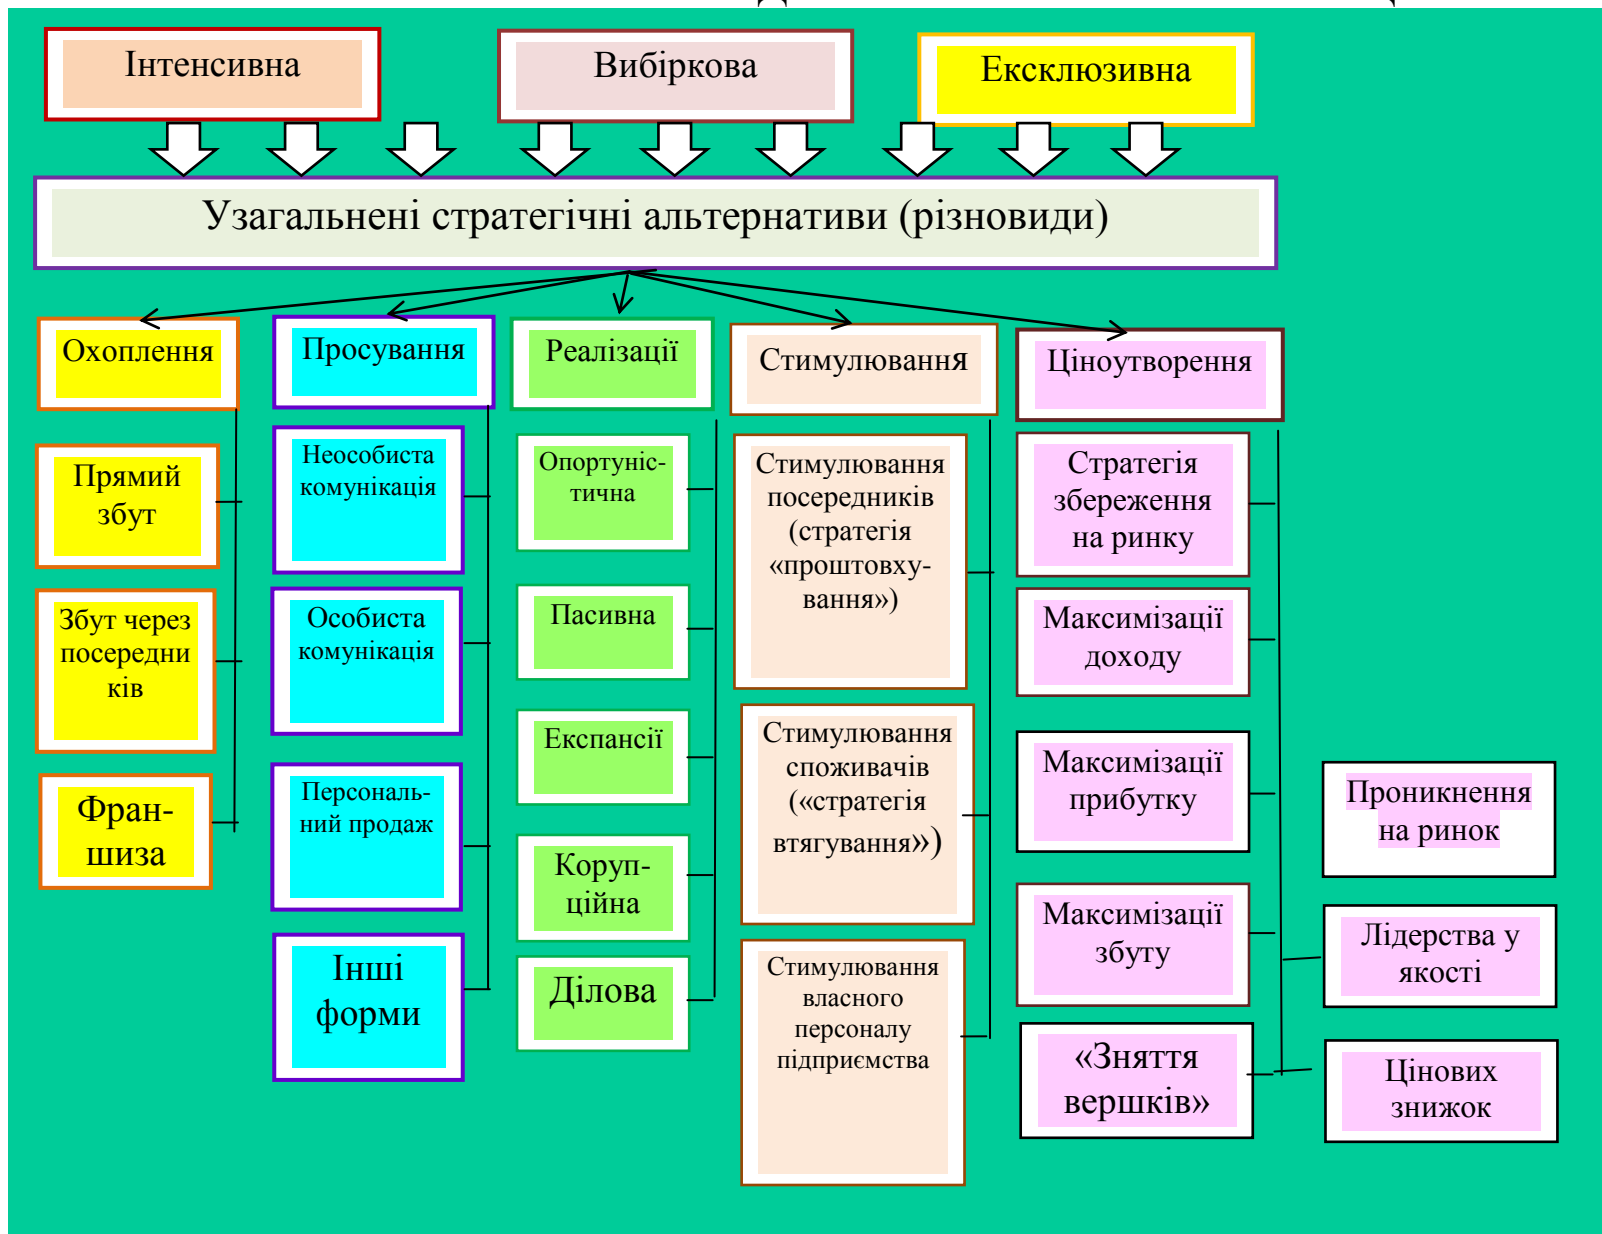 Інтенсивна
Вибіркова
Ексклюзивна
Узагальнені стратегічні альтернативи (різновиди)
Охоплення
Просування
Реалізації
Стимулювання
Ціноутворення
Прямий
збут
Збут через
посередни
ків
Фран-
шиза
Неособиста
комунікація
Особиста
комунікація
Персональ-
ний продаж
Інші
форми
Опортуніс-
тична
Пасивна
Експансії
Коруп-
ційна
Ділова
Стимулювання
посередників
(стратегія
«проштовху-
вання»)
Стимулювання
споживачів
(«стратегія
втягування»)
Стимулювання
власного
персоналу
підприємства
Стратегія
збереження
на ринку
Максимізації
доходу
Максимізації
прибутку
Максимізації
збуту
«Зняття
вершків»
Проникнення
на ринок
Лідерства у
якості
Цінових
знижок